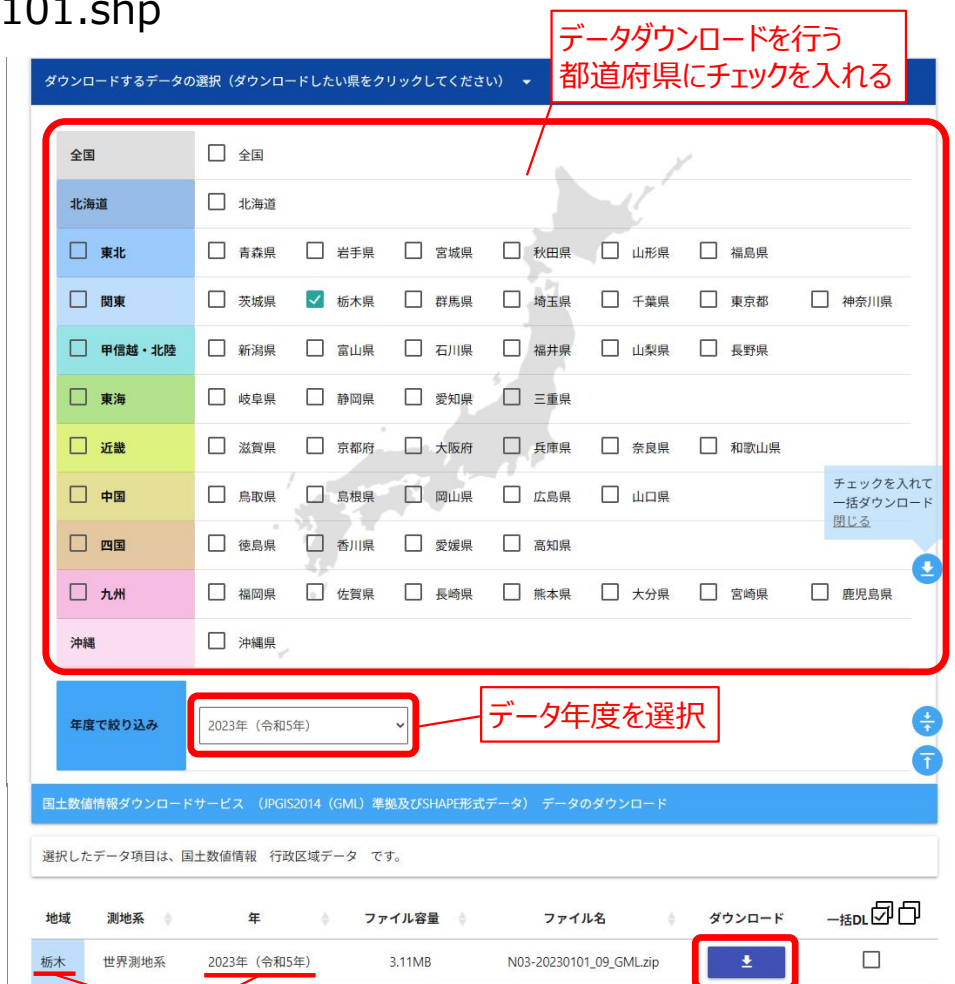 101.shp
データダウンロードを行う
都道府県にチェックを入れる
ダウンロードするデータの選択（ダウンロードしたい県をクリックしてください）
全国 全国
北海道 北海道
東北 青森県 岩手県 宮城県 秋田県 山形県 福島県
関東 茨城県 栃木県 群馬県 埼玉県 千葉県 東京都 神奈川県
甲信越・北陸 新潟県 富山県 石川県 福井県 山梨県 長野県
東海 岐阜県 静岡県 愛知県 三重県
近畿 滋賀県 京都府 大阪府 兵庫県 奈良県 和歌山県
中国 鳥取県 島根県 岡山県 広島県 山口県
四国 徳島県 香川県 愛媛県 高知県
九州 福岡県 佐賀県 長崎県 熊本県 大分県 宮崎県 鹿児島県
沖縄 沖縄県
チェックを入れて
一括ダウンロード
閉じる
年度で絞り込み 2023年（令和5年）
データ年度を選択
国土数値情報ダウンロードサービス （JPGIS2014（GML）準拠及びSHAPE形式データ） データのダウンロード
選択したデータ項目は、国土数値情報 行政区域データ です。
地域 測地系 年 ファイル容量 ファイル名 ダウンロード 一括DL
栃木 世界測地系 2023年（令和5年） 3.11MB N03-20230101_09_GML.zip